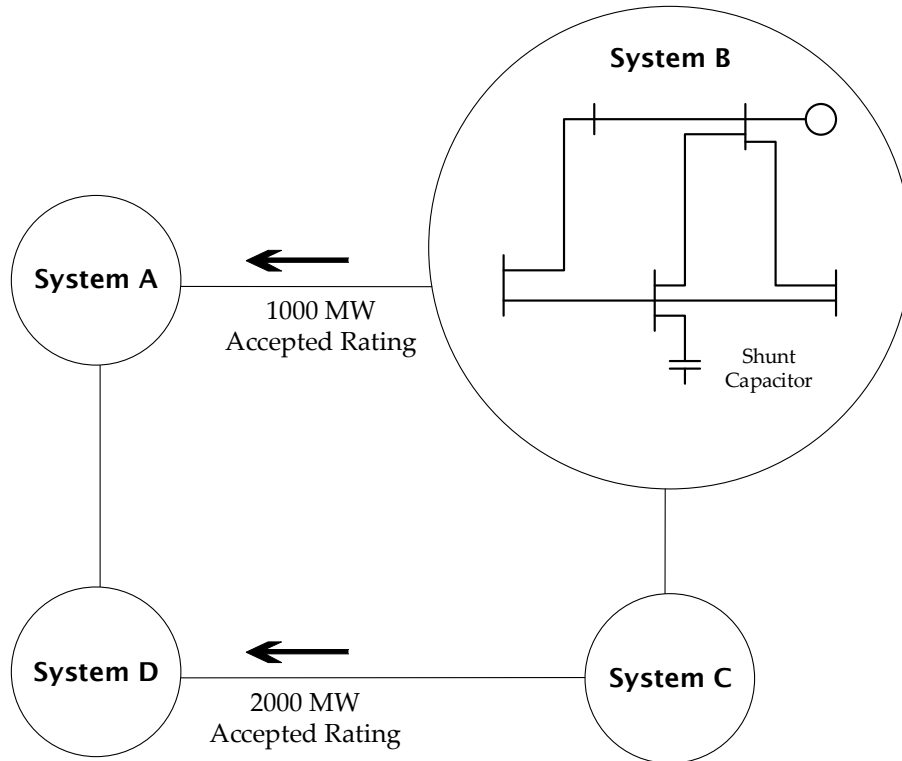 System B
System A
1000 MW
Accepted Rating
Shunt
Capacitor
System D
System C
2000 MW
Accepted Rating